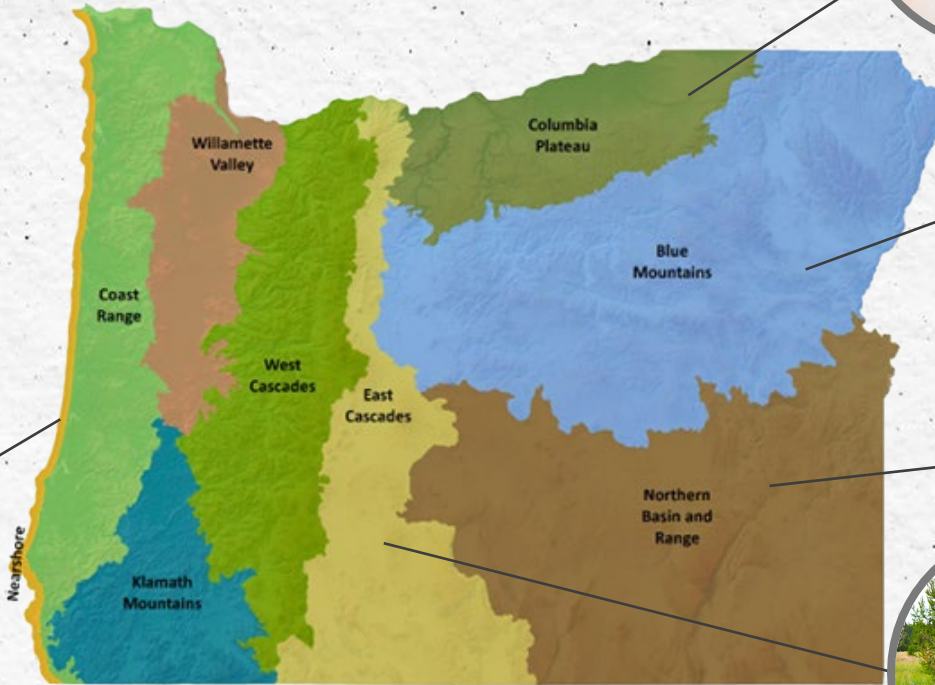 Columbia
Plateau
Willamette
Valley
Blue
Mountains
Coast
Range
West
Cascades
East
Cascades
Northern
Basin and
Range
Nearshore
Klamath
Mountains